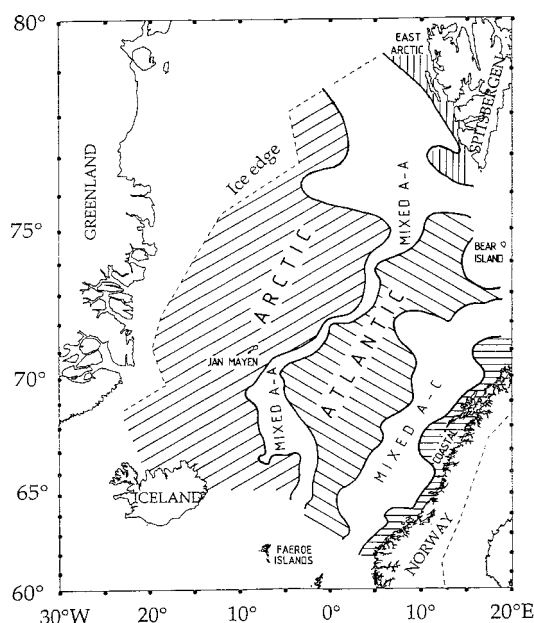 80°
75°
70°
65°
60°
30°W
20°
10°
0°
10°
20°E
EAST
ARCTIC
SPITSBERGEN
GREENLAND
Ice edge
MIXED A-A
BEAR
ISLAND
ARCTIC
ATLANTIC
JAN MAYEN
MIXED A-A
MIXED A-C
COASTAL
ICELAND
NORWAY
FAEROE
ISLANDS